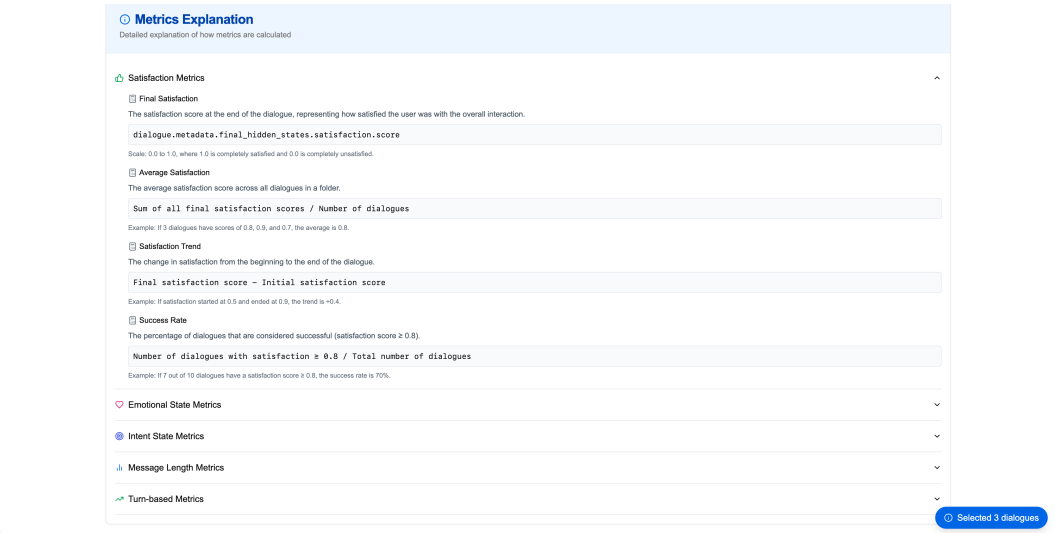 Metrics Explanation
Detailed explanation of how metrics are calculated
Satisfaction Metrics
Final Satisfaction
The satisfaction score at the end of the dialogue, representing how satisfied the user was with the overall interaction.
dialogue.metadata.final_hidden_states.satisfaction.score
Scale: 0.0 to 1.0, where 1.0 is completely satisfied and 0.0 is completely unsatisfied.
Average Satisfaction
The average satisfaction score across all dialogues in a folder.
Sum of all final satisfaction scores / Number of dialogues
Example: If 3 dialogues have scores of 0.8, 0.9, and 0.7, the average is 0.8.
Satisfaction Trend
The change in satisfaction from the beginning to the end of the dialogue.
Final satisfaction score − Initial satisfaction score
Example: If satisfaction started at 0.5 and ended at 0.9, the trend is +0.4.
Success Rate
The percentage of dialogues that are considered successful (satisfaction score ≥ 0.8).
Number of dialogues with satisfaction ≥ 0.8 / Total number of dialogues
Example: If 7 out of 10 dialogues have a satisfaction score ≥ 0.8, the success rate is 70%.
Emotional State Metrics
Intent State Metrics
Message Length Metrics
Turn-based Metrics
Selected 3 dialogues